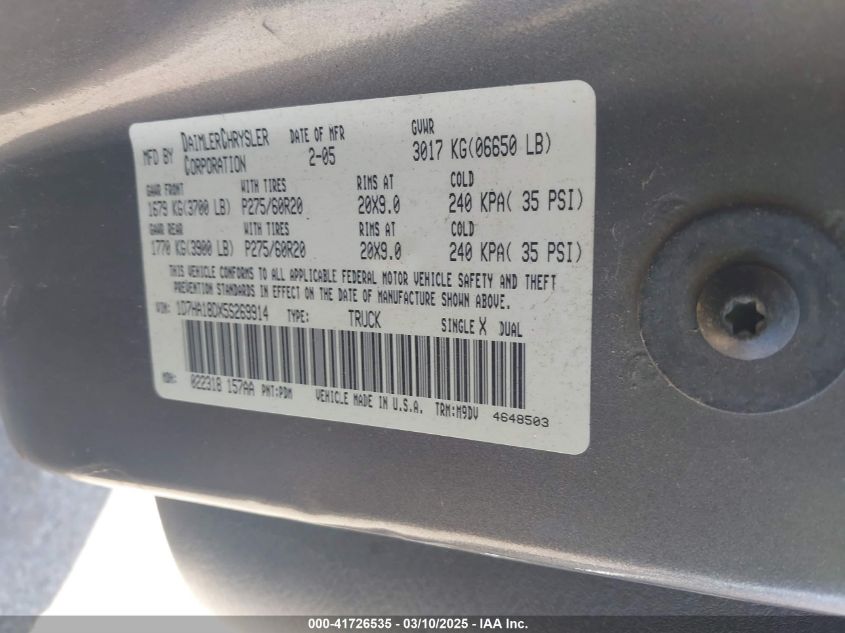 MFD BY DAIMLERCHRYSLER CORPORATION DATE OF MFR 2-05 GVWR 3017 KG(06650 LB)
GAWR FRONT WITH TIRES RIMS AT COLD
1679 KG(3700 LB) P275/60R20 20X9.0 240 KPA( 35 PSI)
GAWR REAR WITH TIRES RIMS AT COLD
1770 KG(3900 LB) P275/60R20 20X9.0 240 KPA( 35 PSI)
THIS VEHICLE CONFORMS TO ALL APPLICABLE FEDERAL MOTOR VEHICLE SAFETY AND THEFT
PREVENTION STANDARDS IN EFFECT ON THE DATE OF MANUFACTURE SHOWN ABOVE.
VIN: 1D7HA18DX5S269914 TYPE: TRUCK SINGLE X DUAL
MDH: 022318 157AA PNT:PDM VEHICLE MADE IN U.S.A. TRM:M9DV 4648503
000-41726535 - 03/10/2025 - IAA Inc.